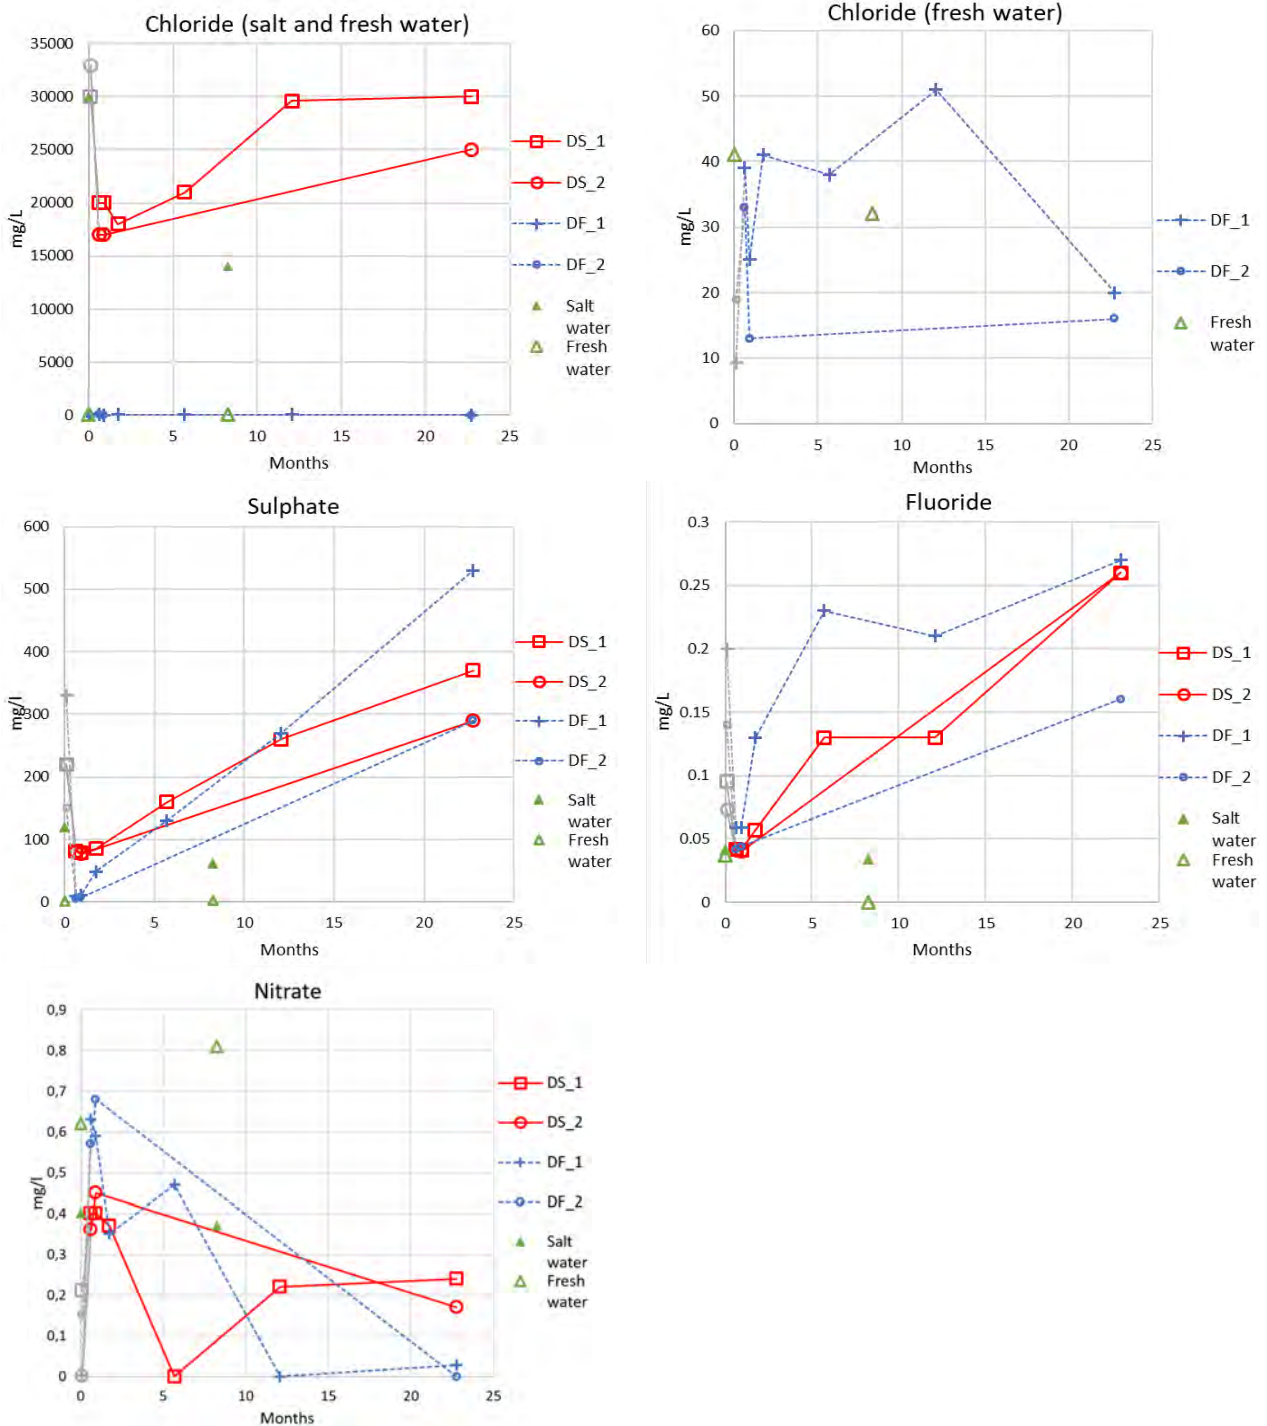 Chloride (salt and fresh water)
35000
30000
25000
20000
15000
10000
5000
0
mg/L
0 5 10 15 20 25
Months
DS_1
DS_2
DF_1
DF_2
Salt
water
Fresh
water
Chloride (fresh water)
60
50
40
30
20
10
0
mg/L
0 5 10 15 20 25
Months
DF_1
DF_2
Fresh
water
Sulphate
600
500
400
300
200
100
0
mg/l
0 5 10 15 20 25
Months
DS_1
DS_2
DF_1
DF_2
Salt
water
Fresh
water
Fluoride
0.3
0.25
0.2
0.15
0.1
0.05
0
mg/L
0 5 10 15 20 25
Months
DS_1
DS_2
DF_1
DF_2
Salt
water
Fresh
water
Nitrate
0,9
0,8
0,7
0,6
0,5
0,4
0,3
0,2
0,1
0
mg/l
0 5 10 15 20 25
Months
DS_1
DS_2
DF_1
DF_2
Salt
water
Fresh
water